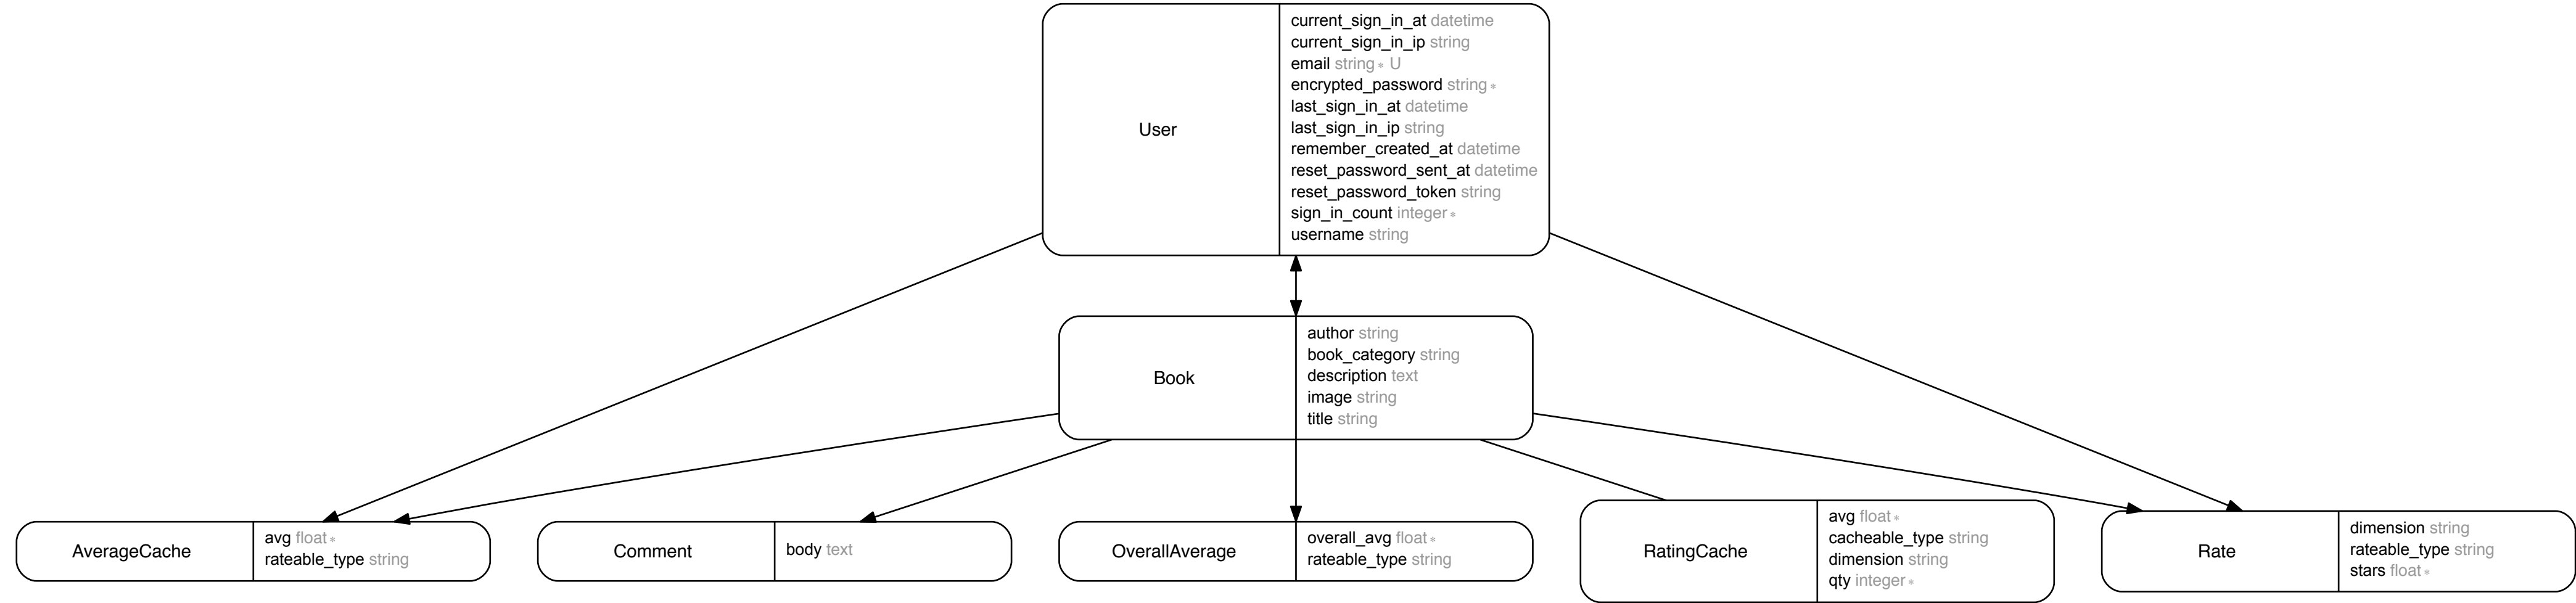 User
current_sign_in_at datetime
current_sign_in_ip string
email string ∗ U
encrypted_password string ∗
last_sign_in_at datetime
last_sign_in_ip string
remember_created_at datetime
reset_password_sent_at datetime
reset_password_token string
sign_in_count integer ∗
username string
Book
author string
book_category string
description text
image string
title string
AverageCache
avg float ∗
rateable_type string
Comment
body text
OverallAverage
overall_avg float ∗
rateable_type string
RatingCache
avg float ∗
cacheable_type string
dimension string
qty integer ∗
Rate
dimension string
rateable_type string
stars float ∗